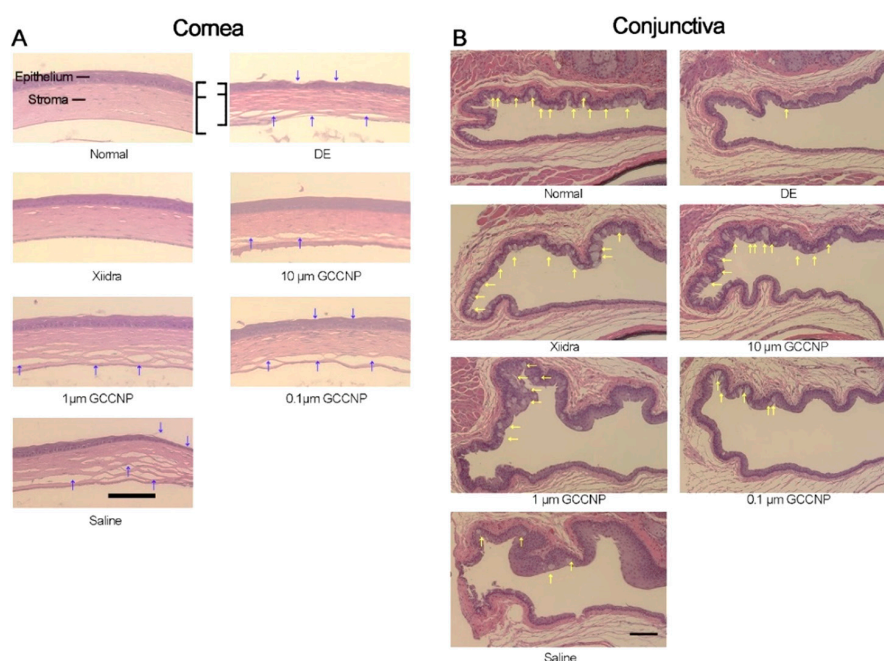 A
Cornea
Epithelium
Stroma
Normal
DE
Xiidra
10 µm GCCNP
1µm GCCNP
0.1µm GCCNP
Saline
B
Conjunctiva
Normal
DE
Xiidra
10 µm GCCNP
1 µm GCCNP
0.1 µm GCCNP
Saline